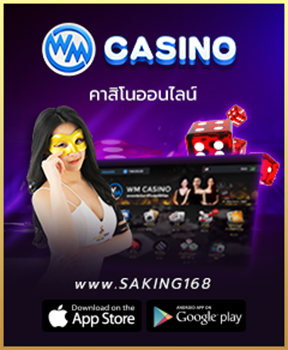 WM CASINO
คาสิโนออนไลน์
WM CASINO
www.SAKING168
Download on the
App Store
ANDROID APP ON
Google play